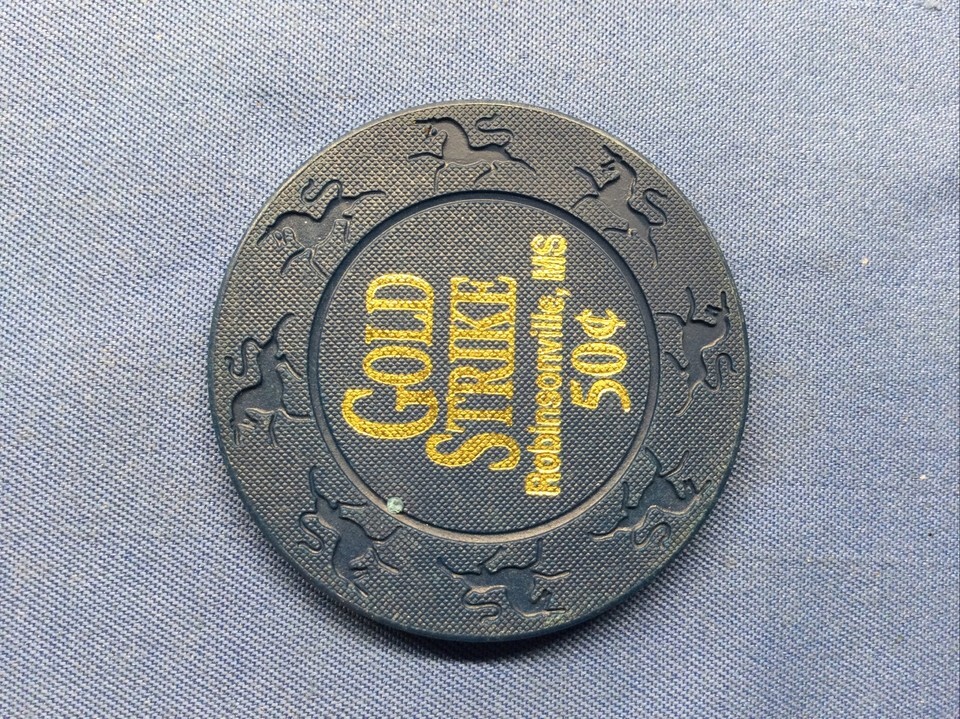 GOLD
STRIKE
Robinsonville, MS
50¢